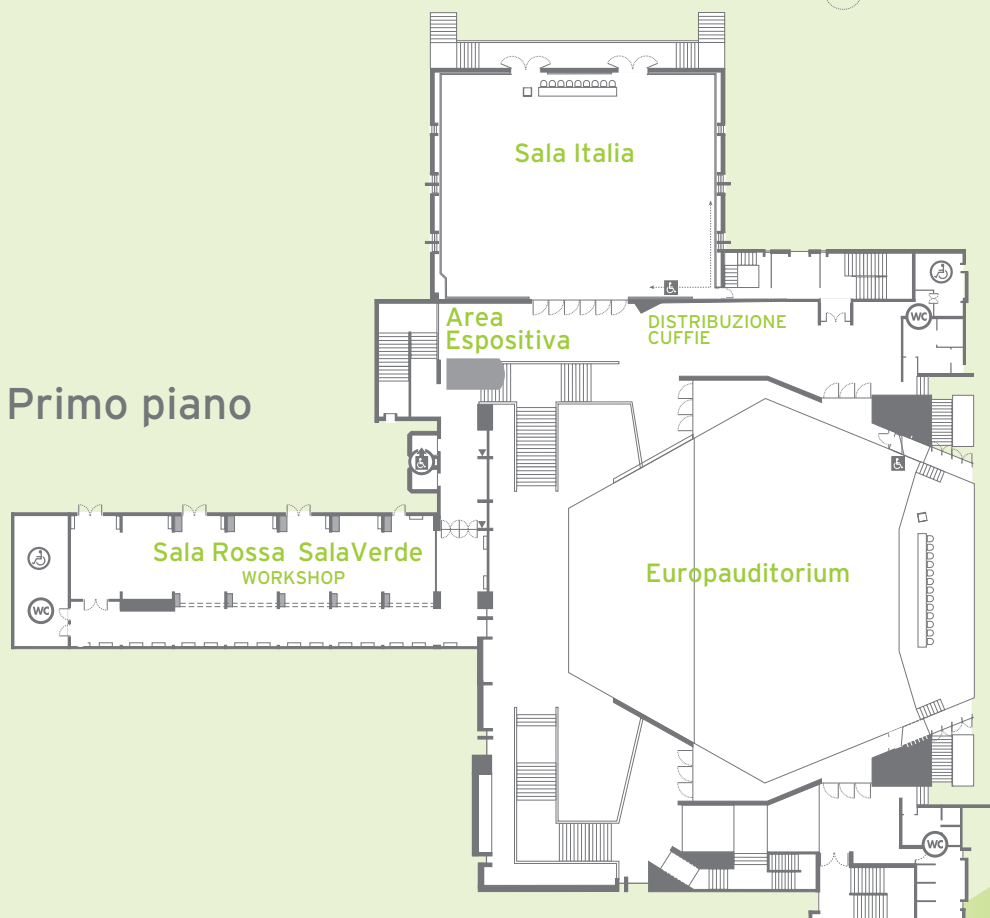 Sala Italia
Area
Espositiva
DISTRIBUZIONE
CUFFIE
WC
Primo piano
Sala Rossa SalaVerde
WORKSHOP
Europauditorium
WC
WC